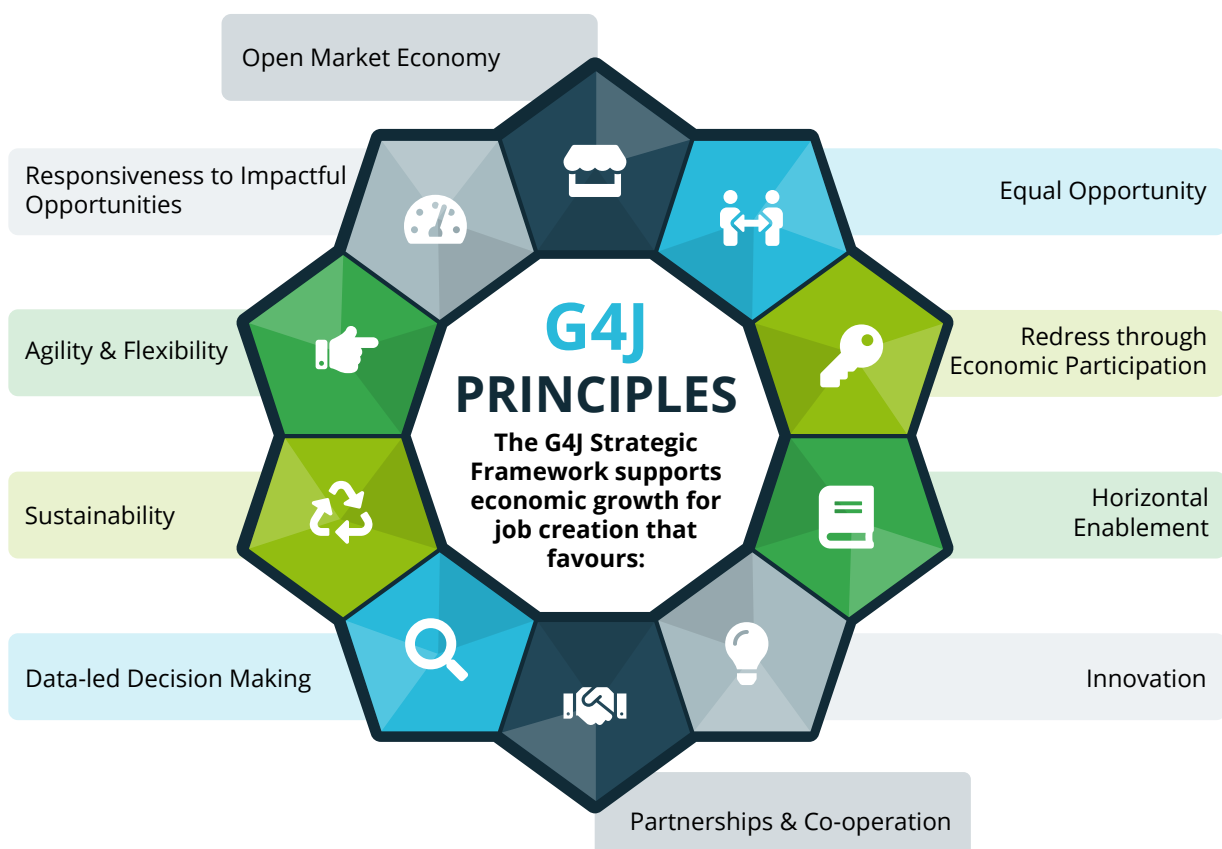 Open Market Economy
Responsiveness to Impactful
Opportunities
Equal Opportunity
Agility & Flexibility
Redress through
Economic Participation
G4J
PRINCIPLES
The G4J Strategic
Framework supports
economic growth for
job creation that
favours:
Sustainability
Horizontal
Enablement
Data-led Decision Making
Innovation
Partnerships & Co-operation